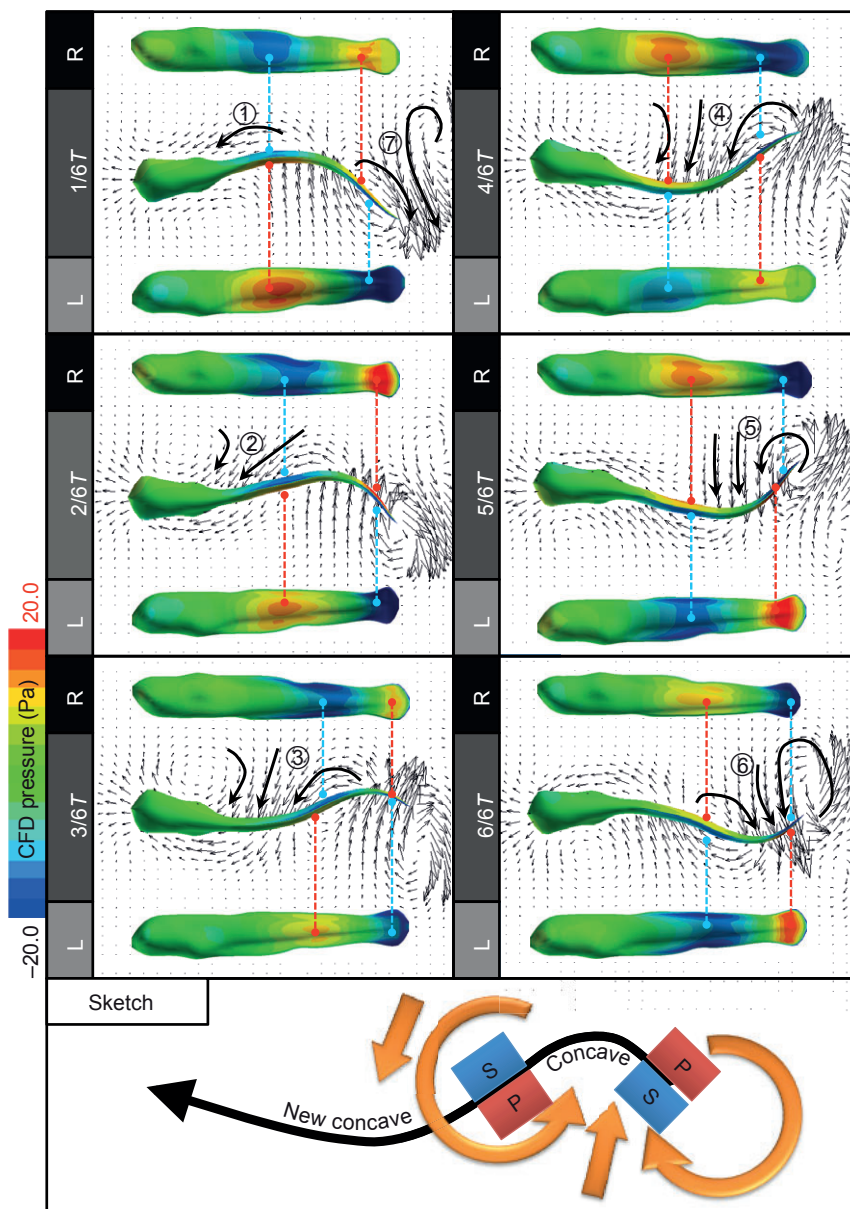 R
1/6T
L
①
⑦
R
4/6T
L
④
R
2/6T
L
②
R
5/6T
L
⑤
R
3/6T
L
③
R
6/6T
L
⑥
20.0
CFD pressure (Pa)
–20.0
Sketch
S
P
Concave
P
S
New concave